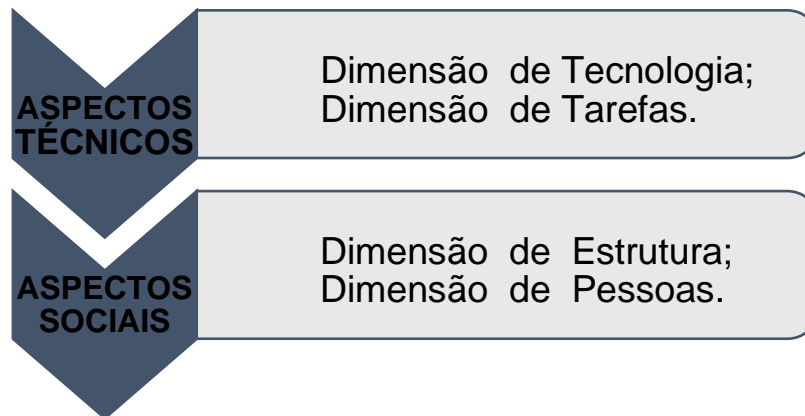 ASPECTOS
TÉCNICOS
Dimensão de Tecnologia;
Dimensão de Tarefas.
ASPECTOS
SOCIAIS
Dimensão de Estrutura;
Dimensão de Pessoas.